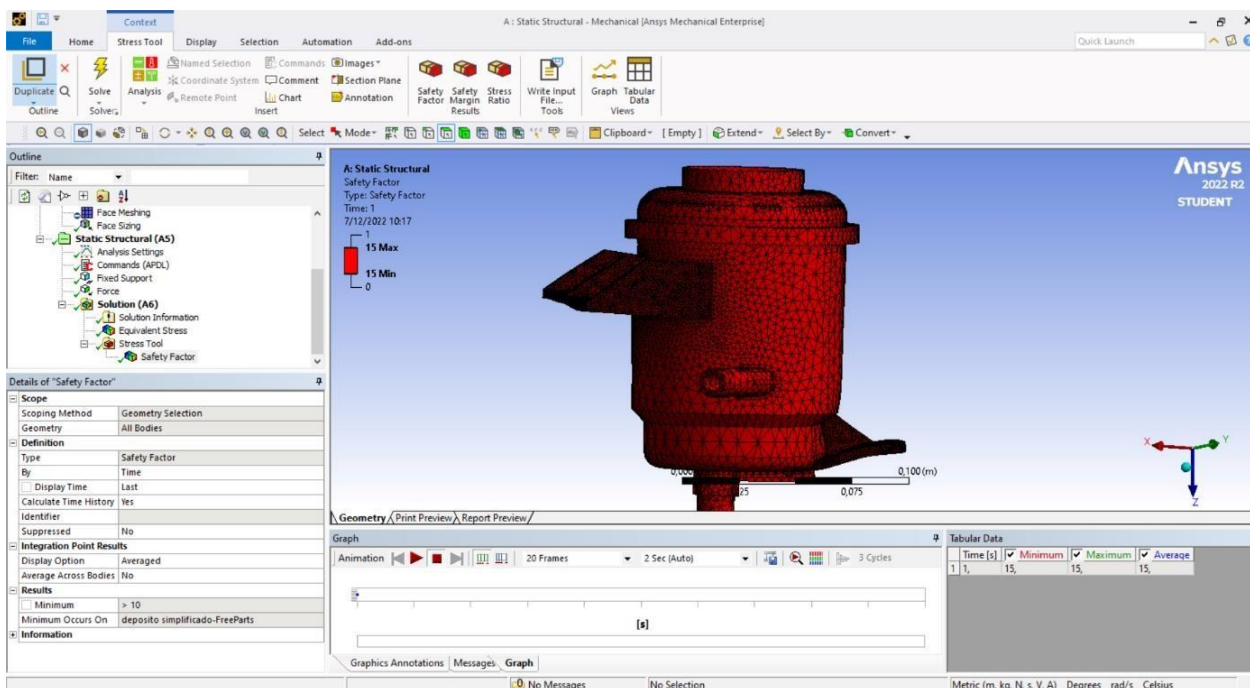 Context
A : Static Structural - Mechanical [Ansys Mechanical Enterprise]
File Home Stress Tool Display Selection Automation Add-ons
Quick Launch
Duplicate
Outline
Solve
Solver
Analysis
Named Selection Commands Images
Coordinate System Comment Section Plane
Remote Point Chart Annotation
Insert
Safety Factor
Safety Margin
Stress Ratio
Results
Write Input File...
Tools
Graph
Tabular Data
Views
Select Mode Clipboard [Empty] Extend Select By Convert
Outline
Filter: Name
Face Meshing
Face Sizing
Static Structural (A5)
Analysis Settings
Commands (APDL)
Fixed Support
Force
Solution (A6)
Solution Information
Equivalent Stress
Stress Tool
Safety Factor
Details of "Safety Factor"
Scope
Scoping Method Geometry Selection
Geometry All Bodies
Definition
Type Safety Factor
By Time
Display Time Last
Calculate Time History Yes
Identifier
Suppressed No
Integration Point Results
Display Option Averaged
Average Across Bodies No
Results
Minimum > 10
Minimum Occurs On deposito simplificado-FreeParts
Information
A: Static Structural
Safety Factor
Type: Safety Factor
Time: 1
7/12/2022 10:17
1
15 Max
15 Min
0
Ansys
2022 R2
STUDENT
X Y
Z
0,100 (m)
0,075
Geometry Print Preview Report Preview
Graph
Animation 20 Frames 2 Sec (Auto) 3 Cycles
[s]
Graphics Annotations Messages Graph
Tabular Data
Time [s] Minimum Maximum Average
1 1, 15, 15, 15,
No Messages No Selection Metric (m, kg, N, s, V, A) Degrees rad/s Celsius